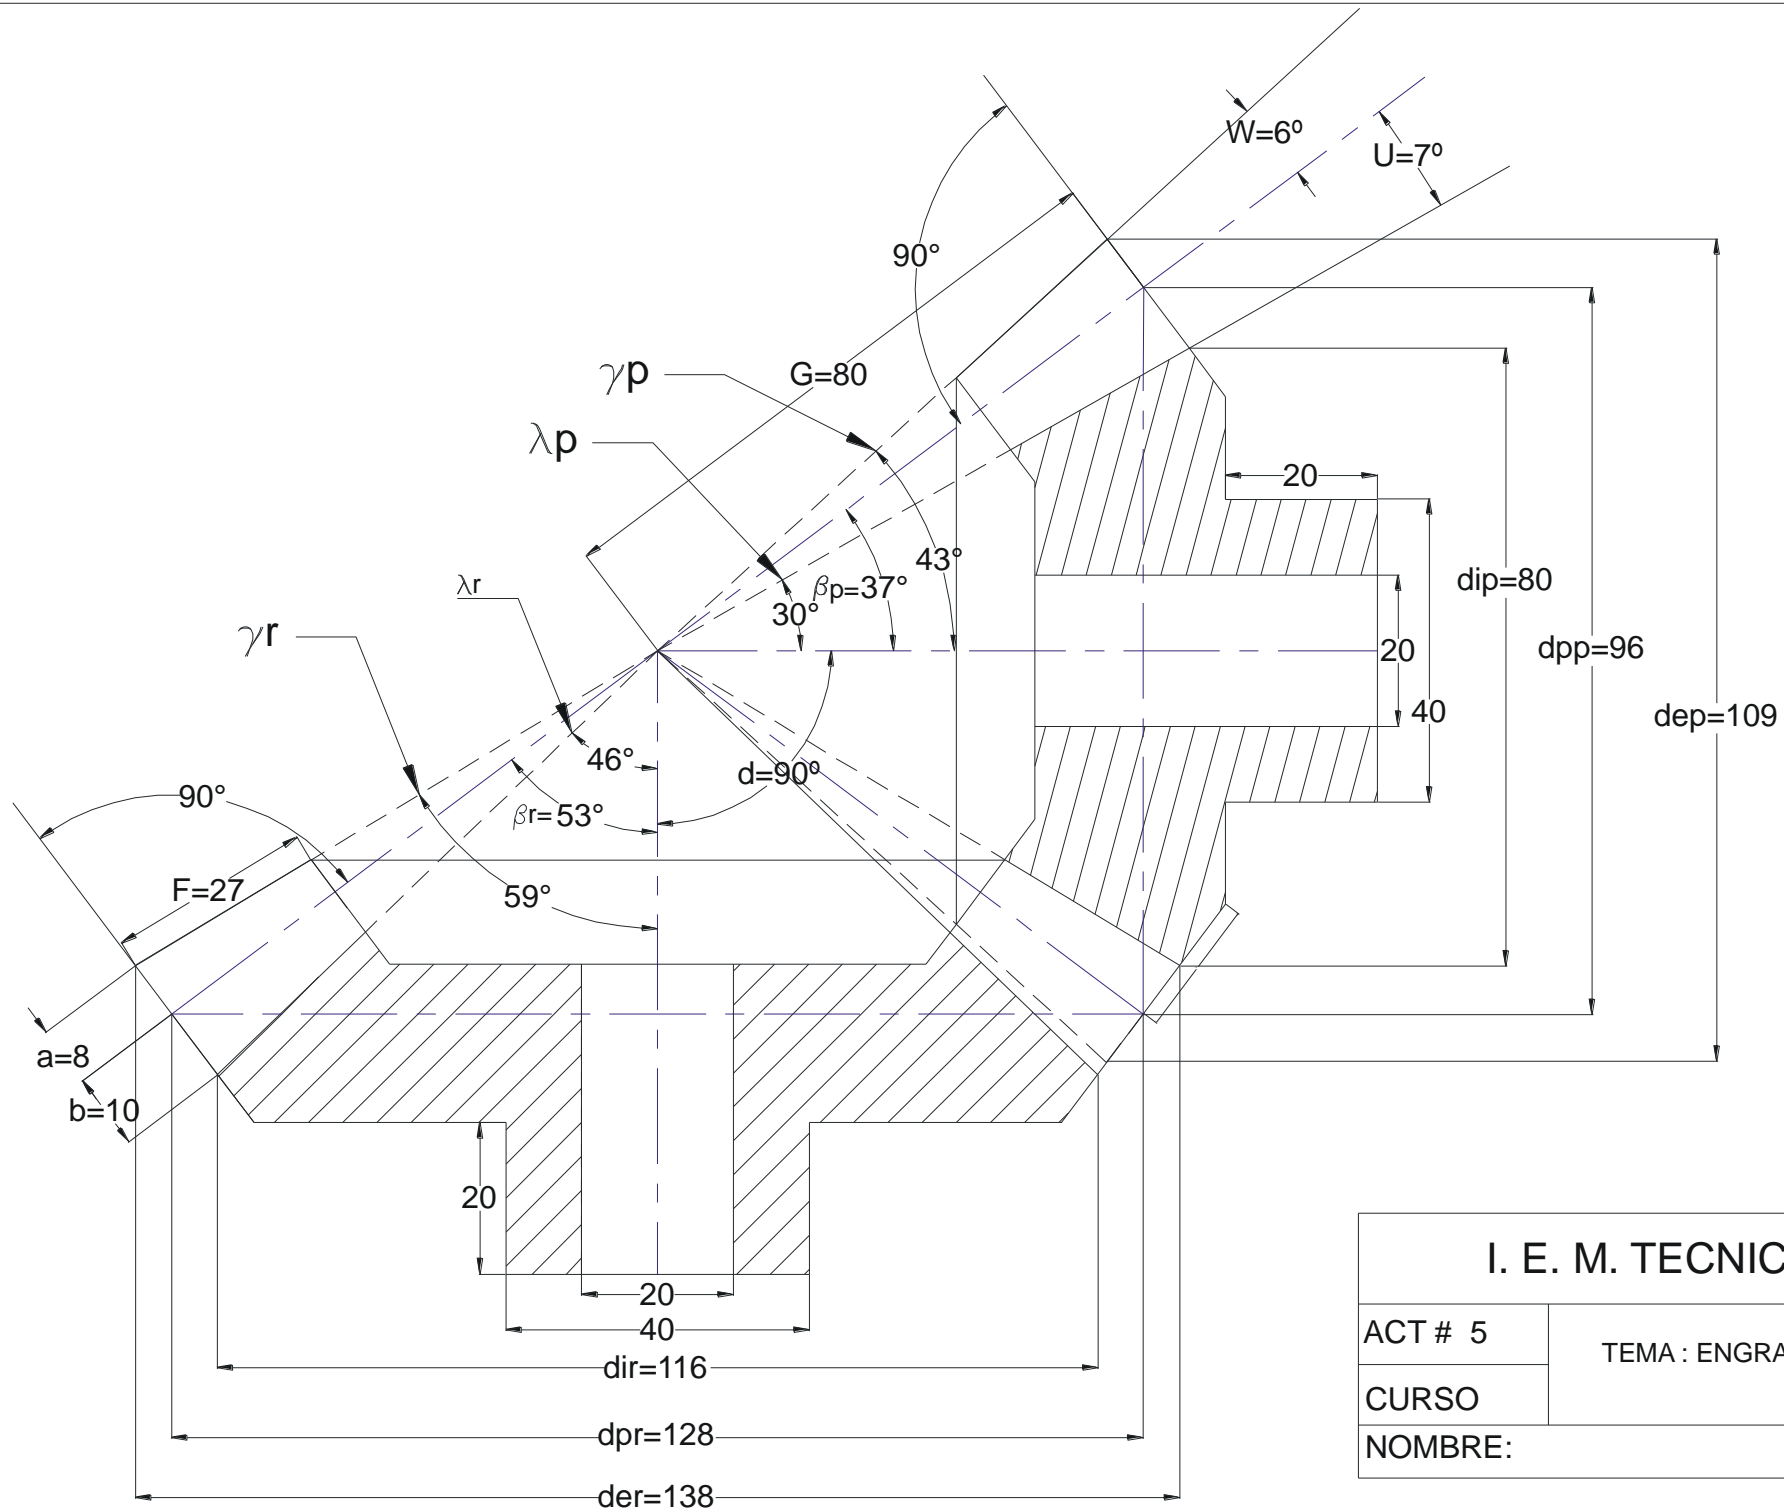 W=6º
U=7º
90°
G=80
γp
λp
20
43°
dip=80
λr
βp=37°
30°
γr
20
dpp=96
40
dep=109
46°
d=90º
90°
βr=53°
F=27
59°
a=8
b=10
20
20
40
dir=116
dpr=128
der=138
I. E. M. TECNIC
ACT # 5
TEMA : ENGRA
CURSO
NOMBRE: